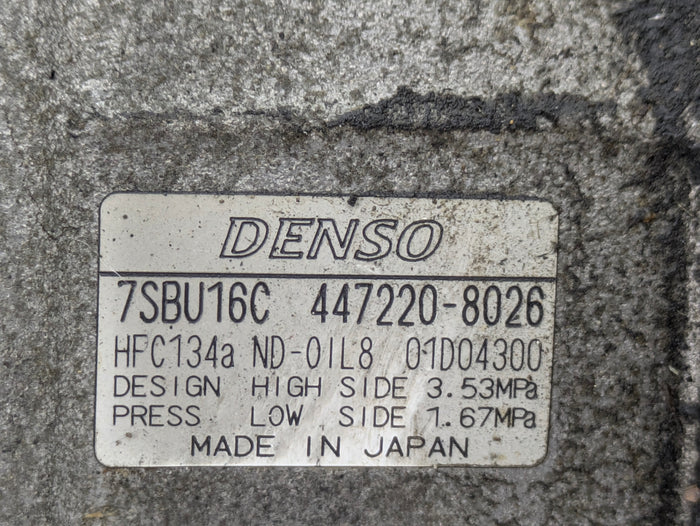 DENSO
7SBU16C 447220-8026
HFC134a ND-OIL8 01D04300
DESIGN HIGH SIDE 3.53MPa
PRESS LOW SIDE 1.67MPa
MADE IN JAPAN